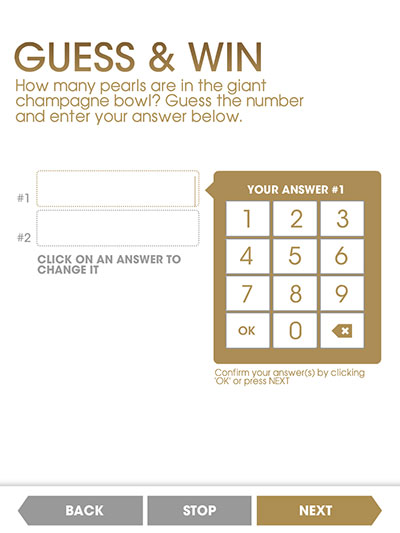 GUESS & WIN
How many pearls are in the giant
champagne bowl? Guess the number
and enter your answer below.
#1
#2
CLICK ON AN ANSWER TO
CHANGE IT
YOUR ANSWER #1
1 2 3
4 5 6
7 8 9
OK 0
Confirm your answer(s) by clicking
'OK' or press NEXT
BACK STOP NEXT